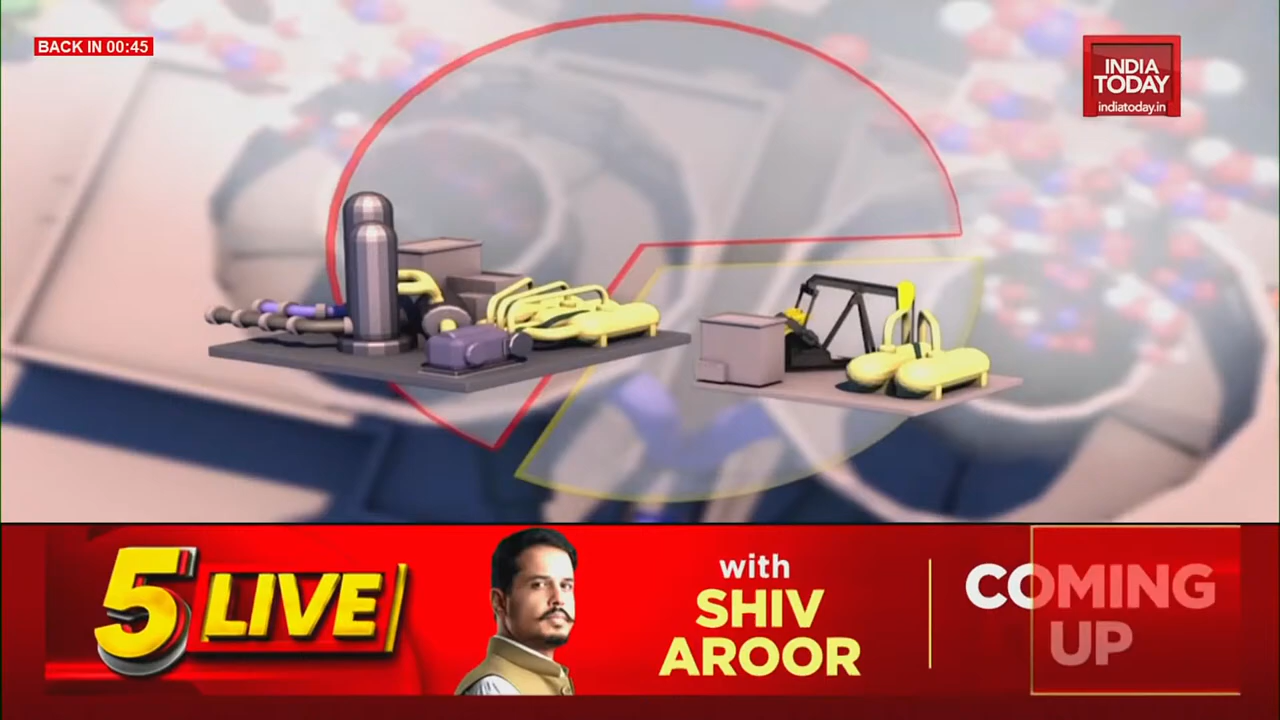 BACK IN 00:45
INDIA
TODAY
indiatoday.in
5 LIVE
with
SHIV
AROOR
COMING
UP